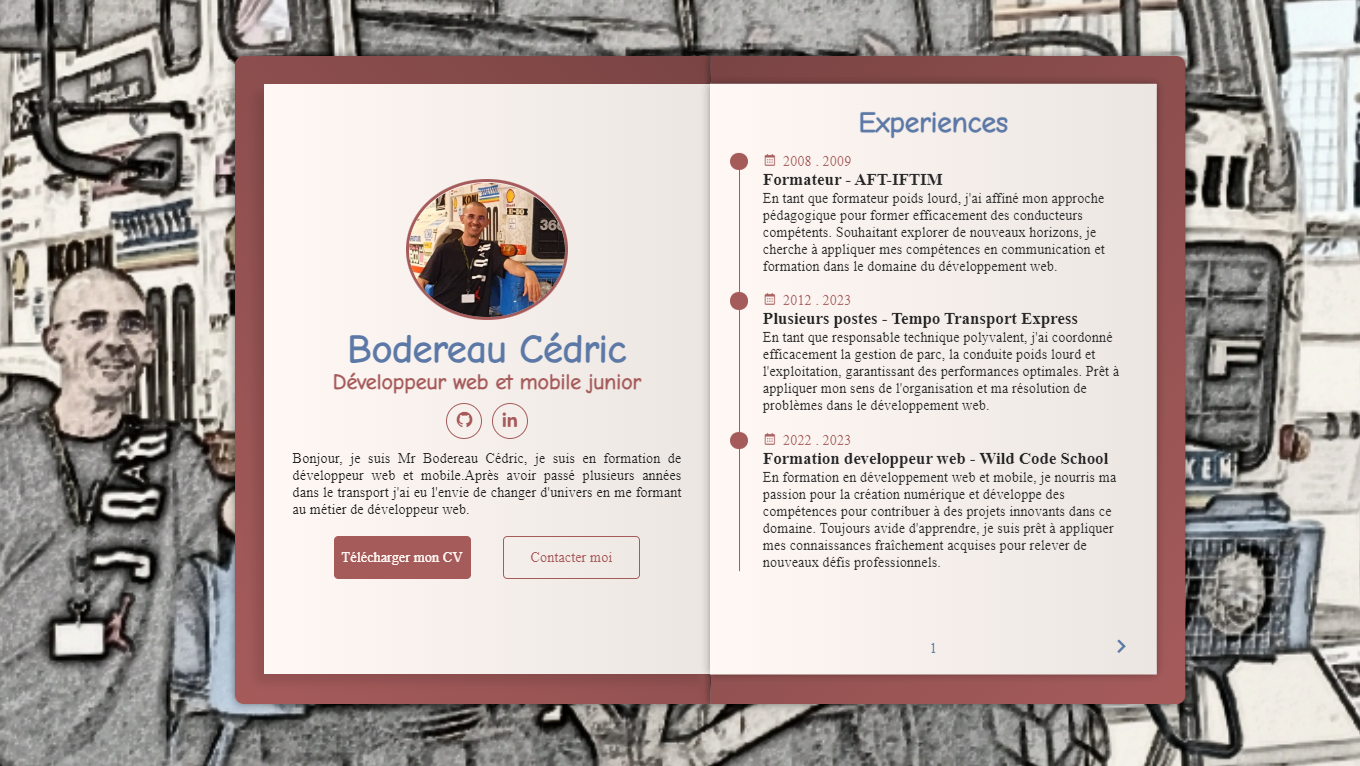 Bodereau Cédric
Développeur web et mobile junior
Bonjour, je suis Mr Bodereau Cédric, je suis en formation de
développeur web et mobile.Après avoir passé plusieurs années
dans le transport j'ai eu l'envie de changer d'univers en me formant
au métier de développeur web.
Télécharger mon CV
Contacter moi
Experiences
2008 . 2009
Formateur - AFT-IFTIM
En tant que formateur poids lourd, j'ai affiné mon approche
pédagogique pour former efficacement des conducteurs
compétents. Souhaitant explorer de nouveaux horizons, je
cherche à appliquer mes compétences en communication et
formation dans le domaine du développement web.
2012 . 2023
Plusieurs postes - Tempo Transport Express
En tant que responsable technique polyvalent, j'ai coordonné
efficacement la gestion de parc, la conduite poids lourd et
l'exploitation, garantissant des performances optimales. Prêt à
appliquer mon sens de l'organisation et ma résolution de
problèmes dans le développement web.
2022 . 2023
Formation developpeur web - Wild Code School
En formation en développement web et mobile, je nourris ma
passion pour la création numérique et développe des
compétences pour contribuer à des projets innovants dans ce
domaine. Toujours avide d'apprendre, je suis prêt à appliquer
mes connaissances fraîchement acquises pour relever de
nouveaux défis professionnels.
1
KONI